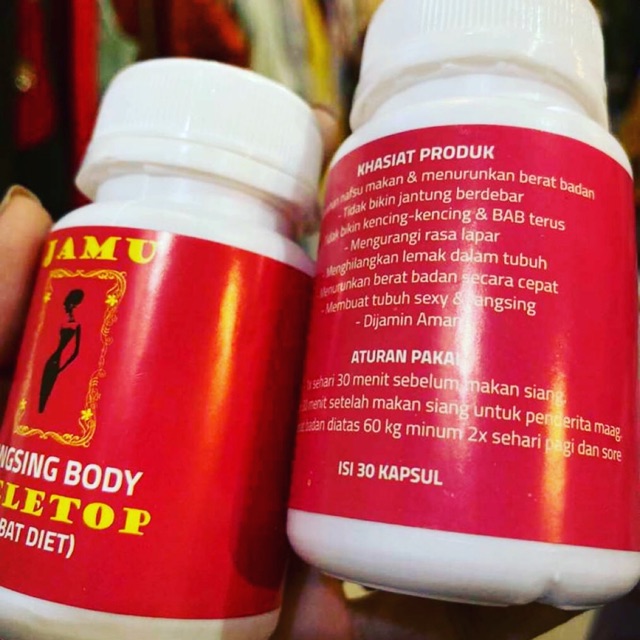 JAMU
NGSING BODY
LETOP
BAT DIET)
KHASIAT PRODUK
nafsu makan & menurunkan berat badan
- Tidak bikin jantung berdebar
bikin kencing-kencing & BAB terus
- Mengurangi rasa lapar
Menghilangkan lemak dalam tubuh
Menurunkan berat badan secara cepat
- Membuat tubuh sexy & langsing
- Dijamin Aman
ATURAN PAKAI
sehari 30 menit sebelum makan siang
menit setelah makan siang untuk penderita maag.
badan diatas 60 kg minum 2x sehari pagi dan sore
ISI 30 KAPSUL